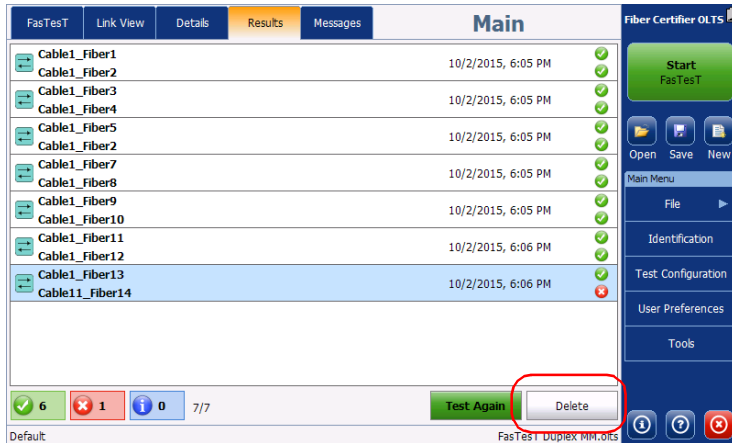 FasTesT Link View Details Results Messages Main Fiber Certifier OLTS
Cable1_Fiber1
Cable1_Fiber2
10/2/2015, 6:05 PM
Cable1_Fiber3
Cable1_Fiber4
10/2/2015, 6:05 PM
Cable1_Fiber5
Cable1_Fiber2
10/2/2015, 6:05 PM
Cable1_Fiber7
Cable1_Fiber8
10/2/2015, 6:05 PM
Cable1_Fiber9
Cable1_Fiber10
10/2/2015, 6:05 PM
Cable1_Fiber11
Cable1_Fiber12
10/2/2015, 6:06 PM
Cable1_Fiber13
Cable11_Fiber14
10/2/2015, 6:06 PM
6 1 0 7/7
Test Again Delete
Default FasTesT Duplex MM.olts
Start
FasTesT
Open Save New
Main Menu
File
Identification
Test Configuration
User Preferences
Tools